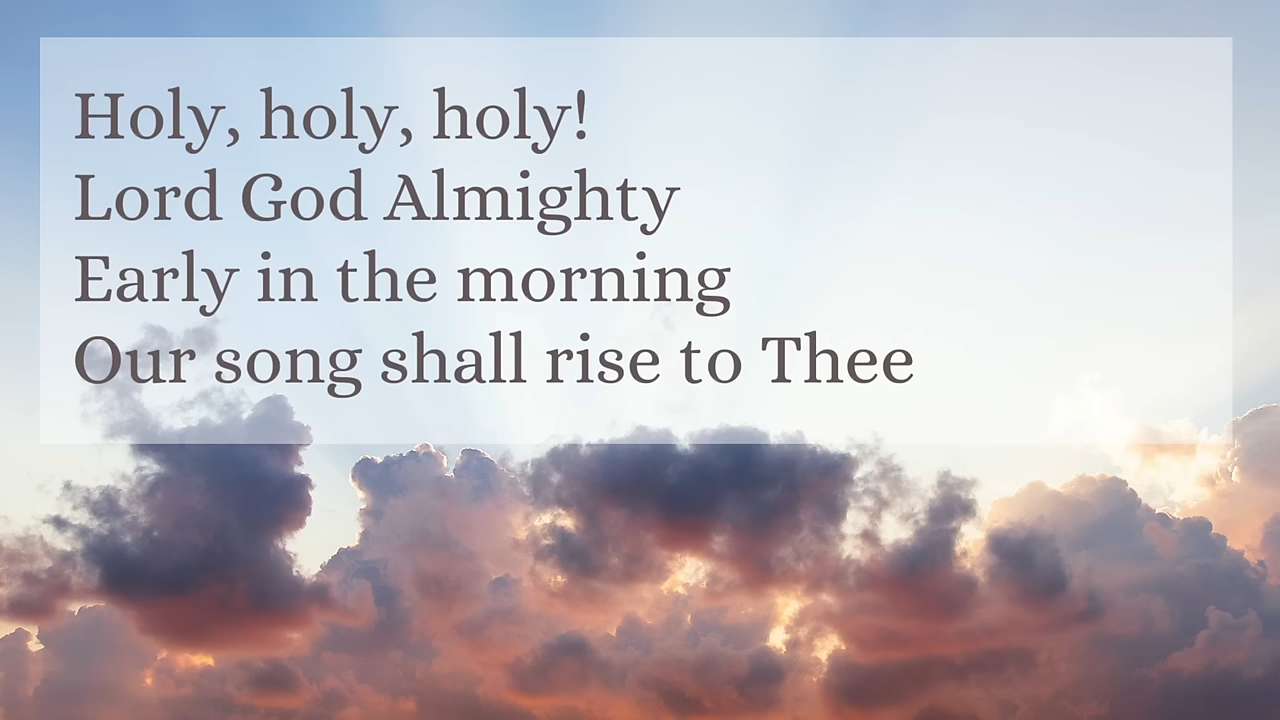 Holy, holy, holy!
Lord God Almighty
Early in the morning
Our song shall rise to Thee